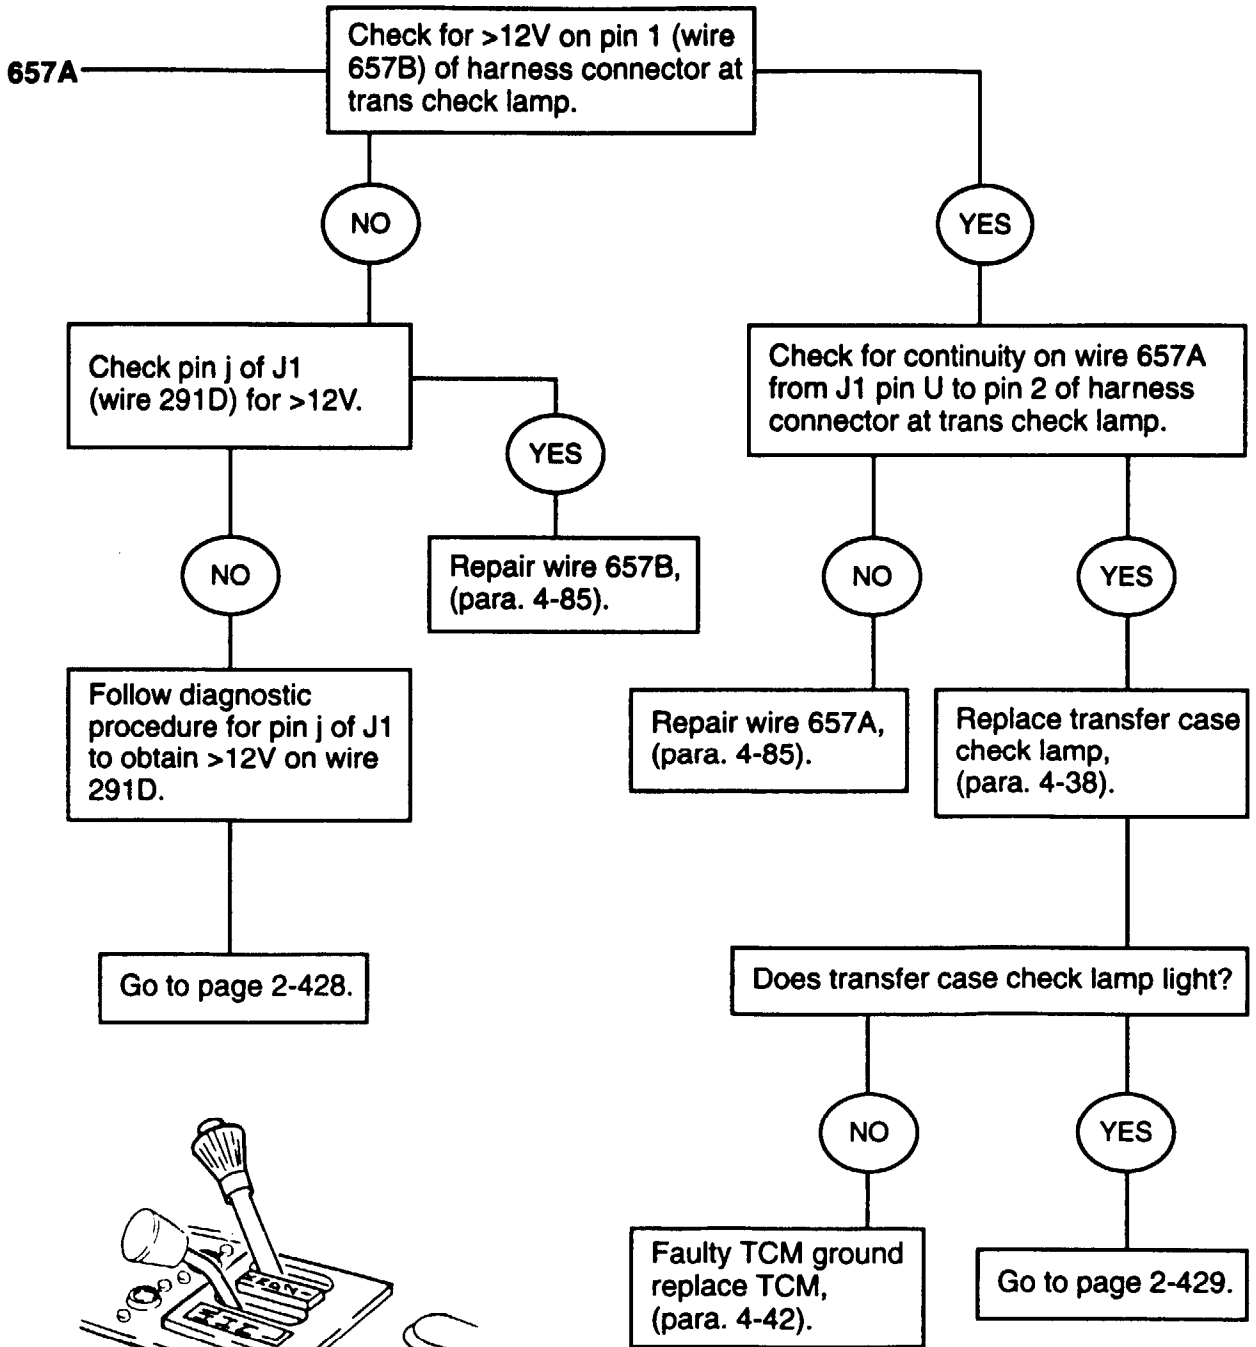 Check for >12V on pin 1 (wire
657B) of harness connector at
trans check lamp.
657A
NO
YES
Check pin j of J1
(wire 291D) for >12V.
Check for continuity on wire 657A
from J1 pin U to pin 2 of harness
connector at trans check lamp.
YES
NO
NO
YES
Repair wire 657B,
(para. 4-85).
Follow diagnostic
procedure for pin j of J1
to obtain >12V on wire
291D.
Repair wire 657A,
(para. 4-85).
Replace transfer case
check lamp,
(para. 4-38).
Go to page 2-428.
Does transfer case check lamp light?
NO
YES
Faulty TCM ground
replace TCM,
(para. 4-42).
Go to page 2-429.